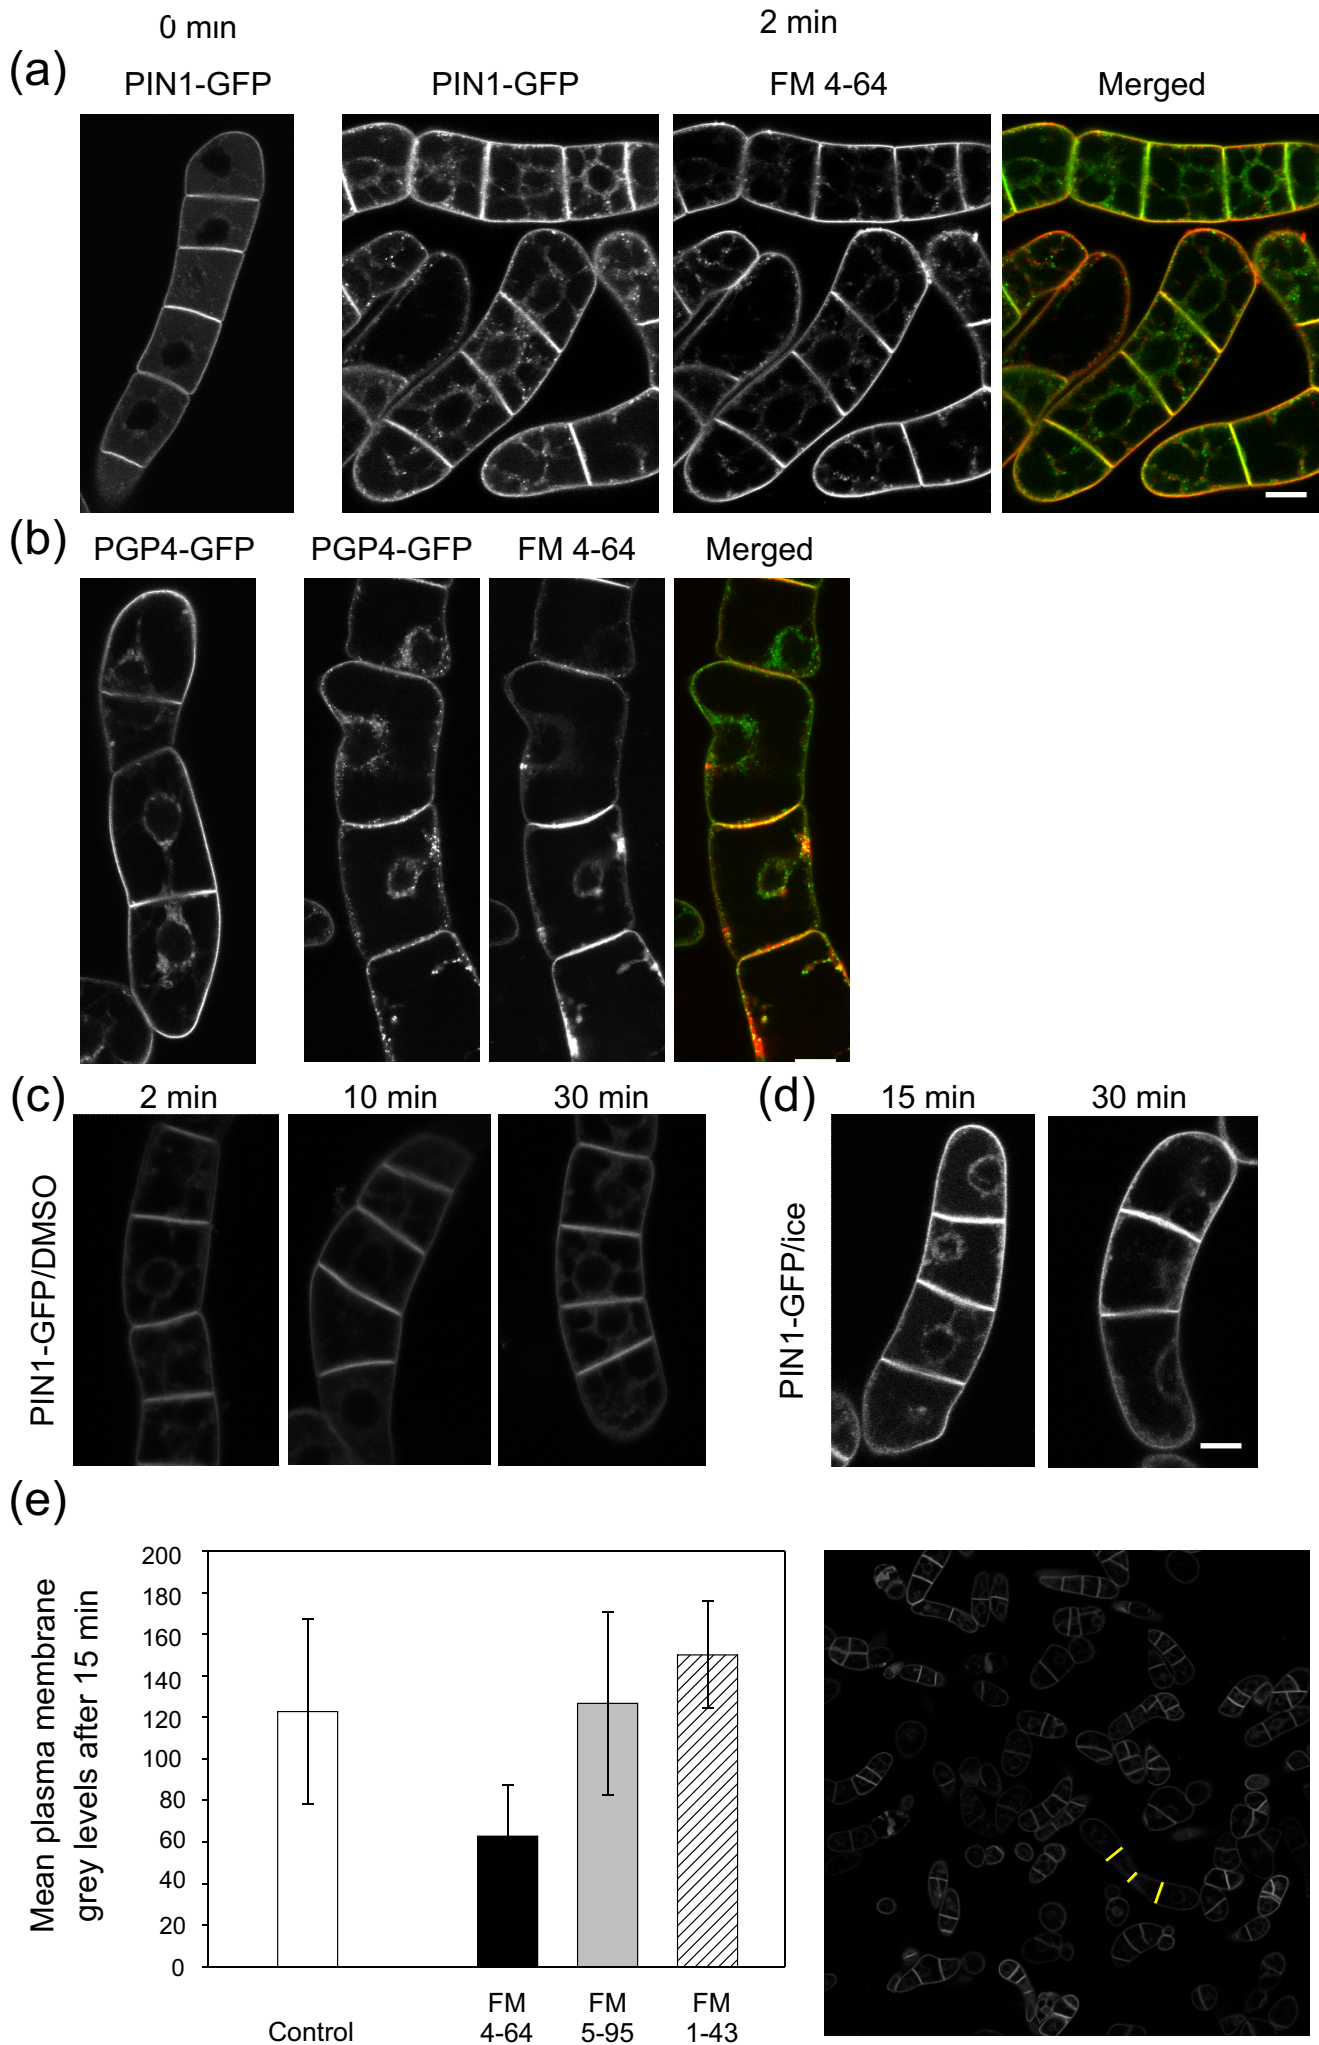 0 min
2 min
(a)
PIN1-GFP
PIN1-GFP
FM 4-64
Merged
(b)
PGP4-GFP
PGP4-GFP
FM 4-64
Merged
(c)
2 min
10 min
30 min
PIN1-GFP/DMSO
(d)
15 min
30 min
PIN1-GFP/ice
(e)
Mean plasma membrane
grey levels after 15 min
200
180
160
140
120
100
80
60
40
20
0
Control
FM
4-64
FM
5-95
FM
1-43